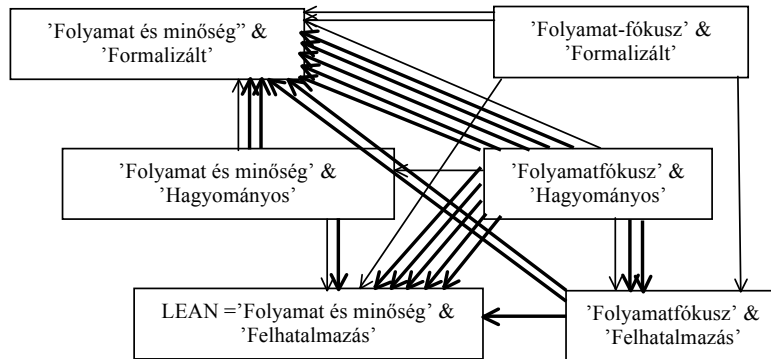 'Folyamat és minőség” &
'Formalizált'
'Folyamat-fókusz' &
'Formalizált'
'Folyamat és minőség' &
'Hagyományos'
'Folyamatfókusz' &
'Hagyományos'
LEAN ='Folyamat és minőség' &
'Felhatalmazás'
'Folyamatfókusz' &
'Felhatalmazás'